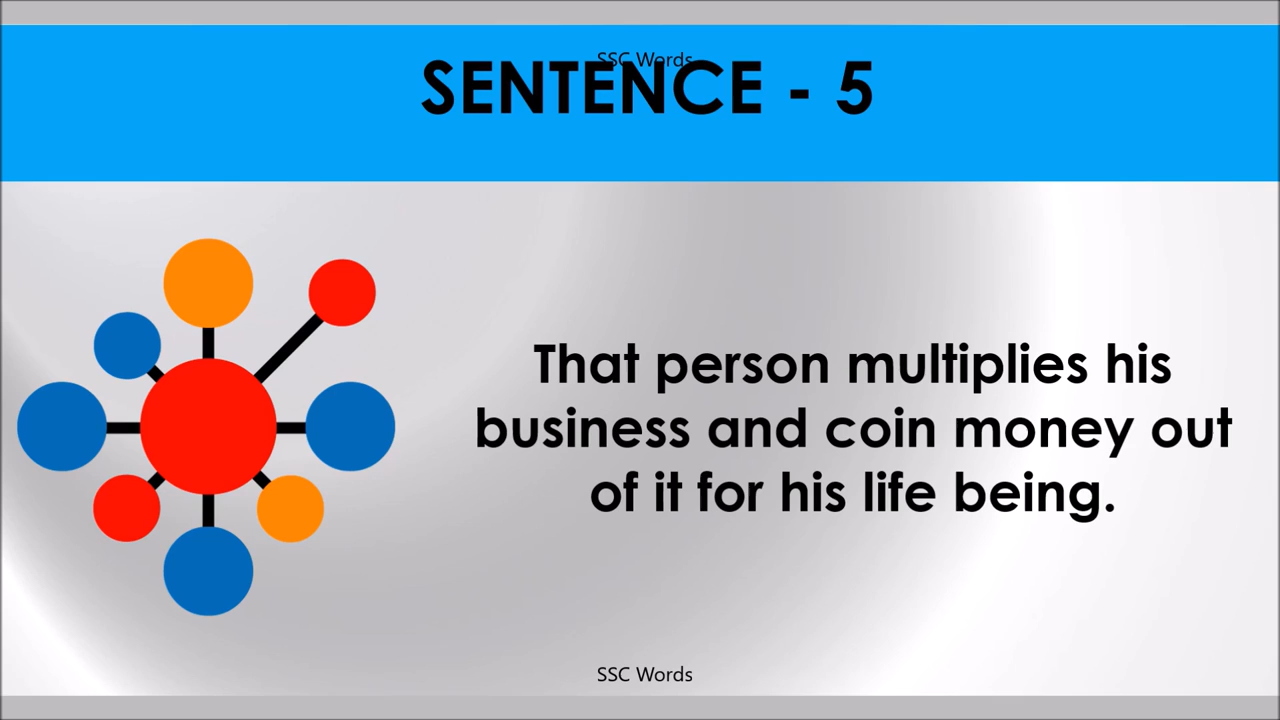 SSC Words
SENTENCE - 5
That person multiplies his
business and coin money out
of it for his life being.
SSC Words